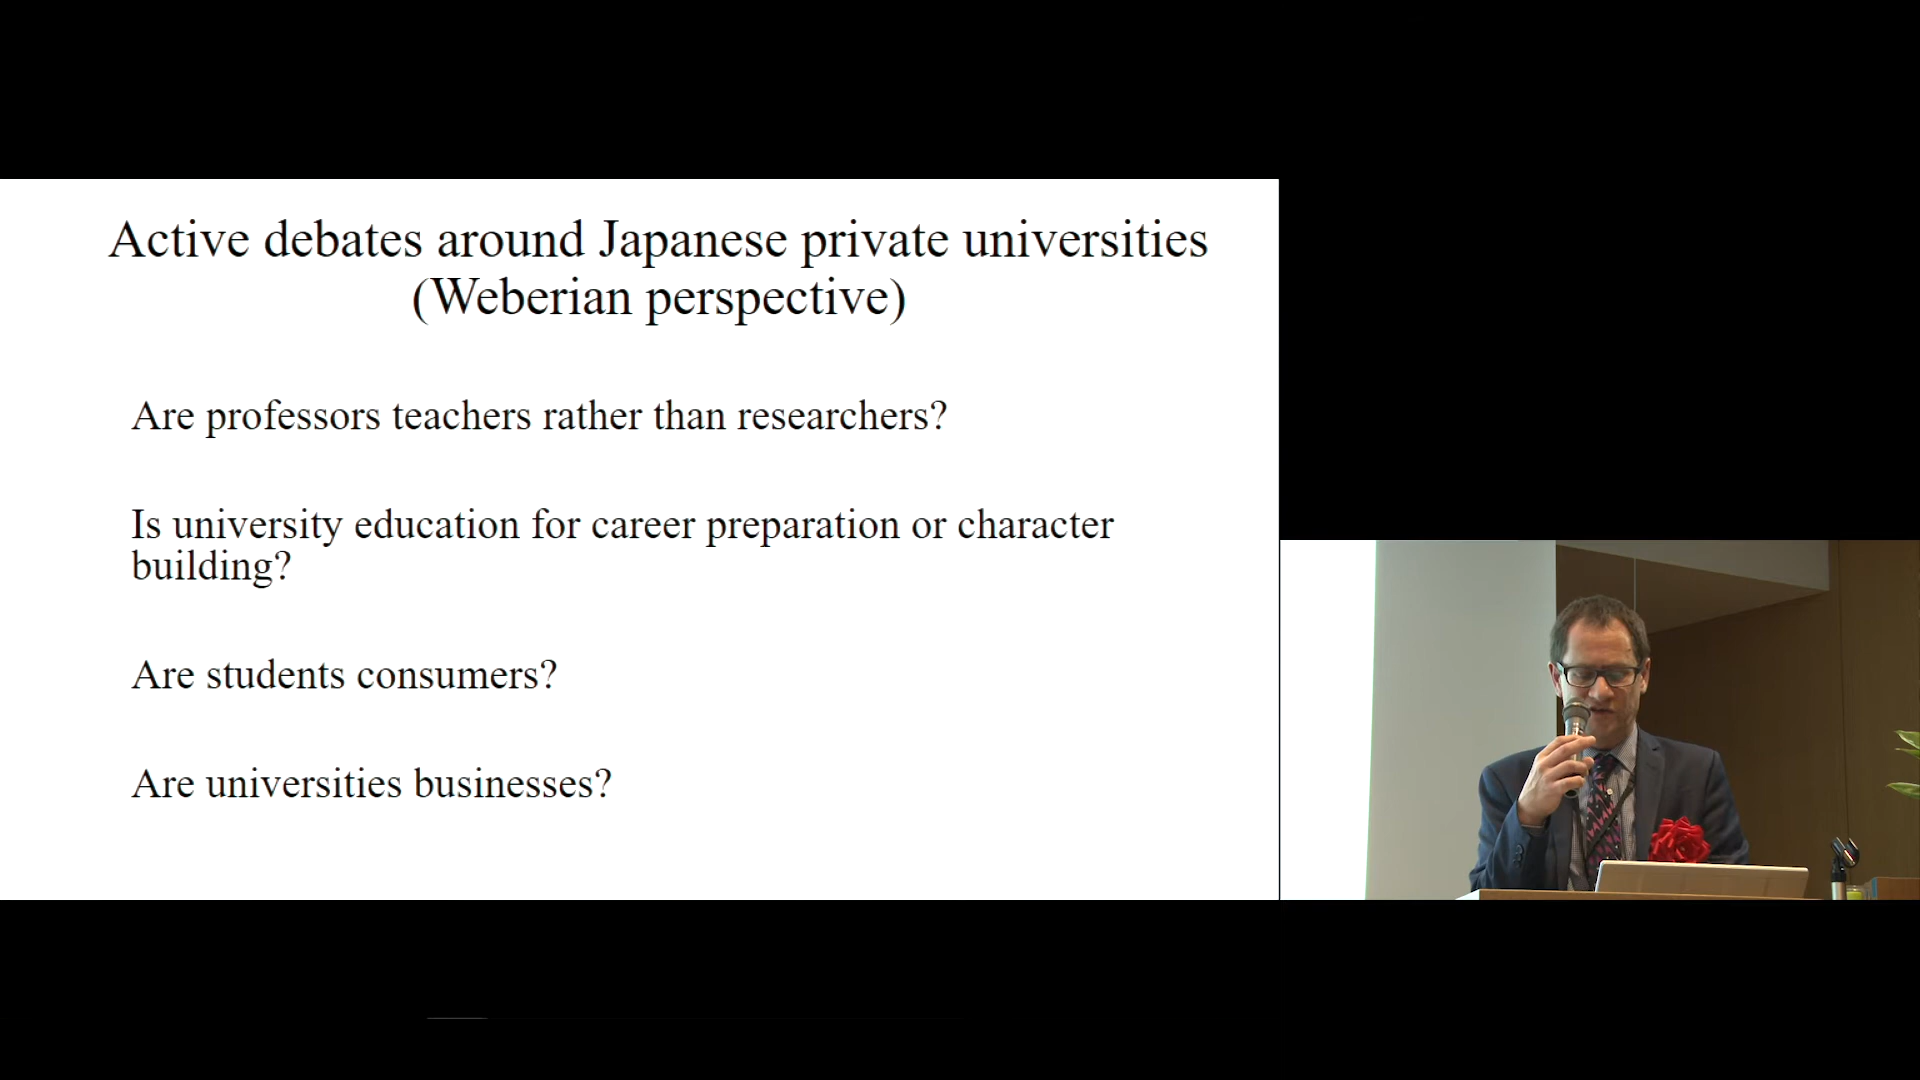 Active debates around Japanese private universities
(Weberian perspective)
Are professors teachers rather than researchers?
Is university education for career preparation or character
building?
Are students consumers?
Are universities businesses?